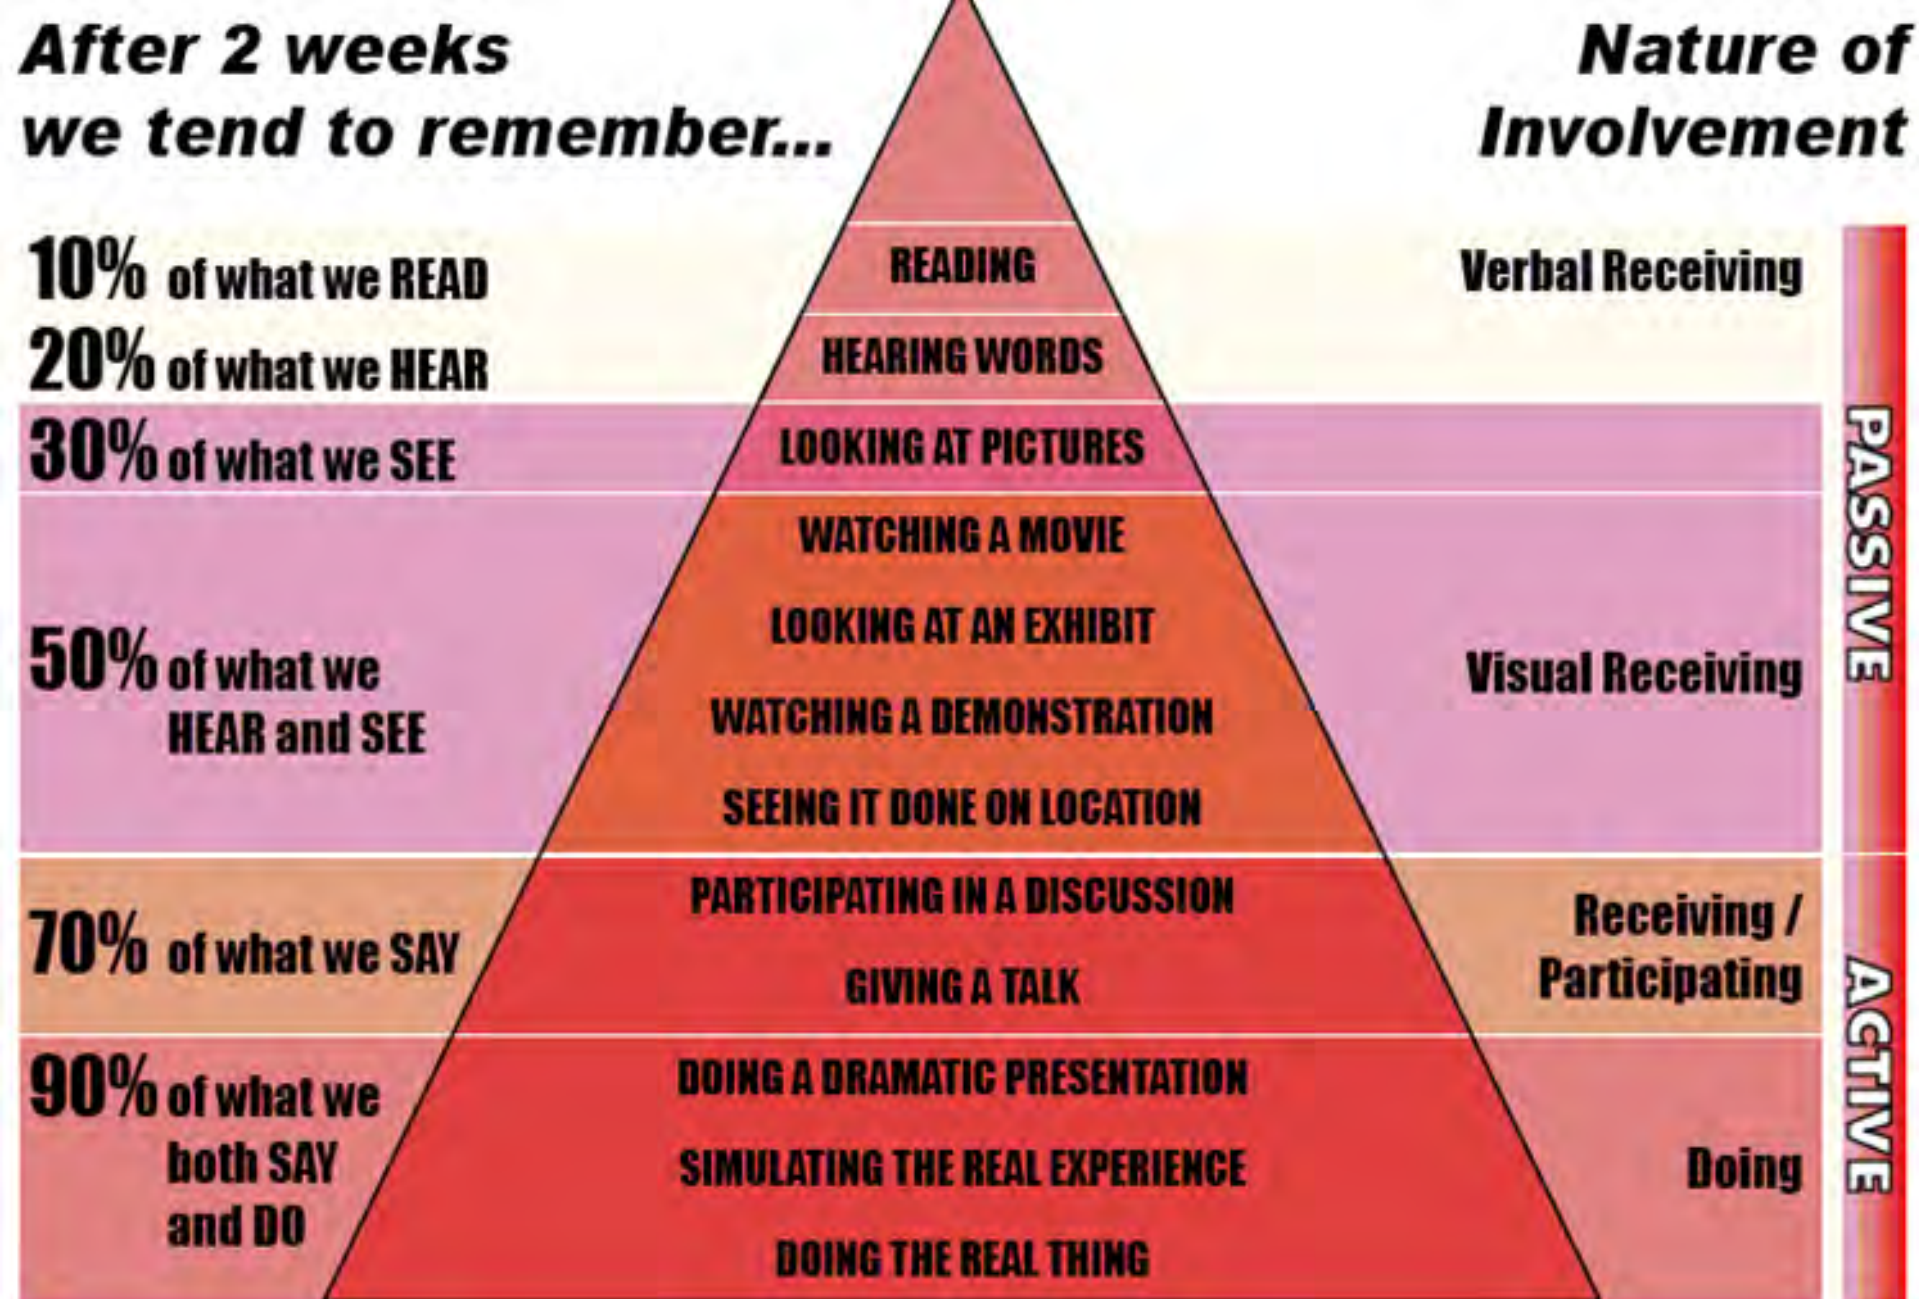 After 2 weeks
we tend to remember...
Nature of
Involvement
10% of what we READ
READING
Verbal Receiving
20% of what we HEAR
HEARING WORDS
30% of what we SEE
LOOKING AT PICTURES
WATCHING A MOVIE
LOOKING AT AN EXHIBIT
50% of what we
HEAR and SEE
WATCHING A DEMONSTRATION
SEEING IT DONE ON LOCATION
Visual Receiving
PASSIVE
70% of what we SAY
PARTICIPATING IN A DISCUSSION
GIVING A TALK
Receiving /
Participating
90% of what we
both SAY
and DO
DOING A DRAMATIC PRESENTATION
SIMULATING THE REAL EXPERIENCE
DOING THE REAL THING
Doing
ACTIVE